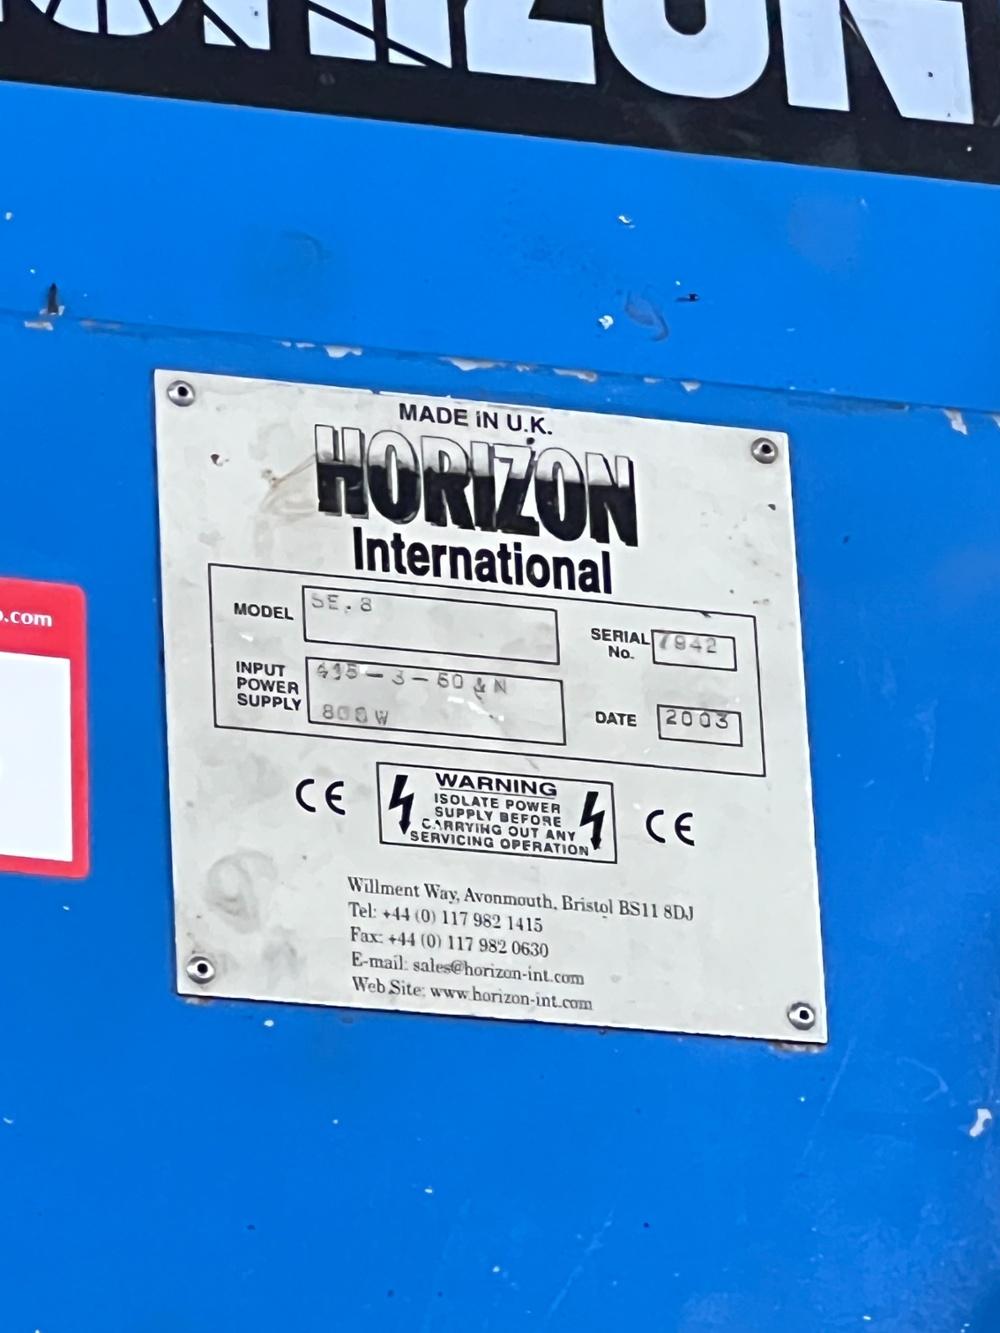 HORIZON
MADE IN U.K.
HORIZON
International
MODEL SE.8
SERIAL No. 7942
INPUT POWER SUPPLY 415-3-50 & N
800W
DATE 2003
CE
WARNING
ISOLATE POWER
SUPPLY BEFORE
CARRYING OUT ANY
SERVICING OPERATION
CE
Willment Way, Avonmouth, Bristol BS11 8DJ
Tel: +44 (0) 117 982 1415
Fax: +44 (0) 117 982 0630
E-mail: sales@horizon-int.com
Web Site: www.horizon-int.com
.com